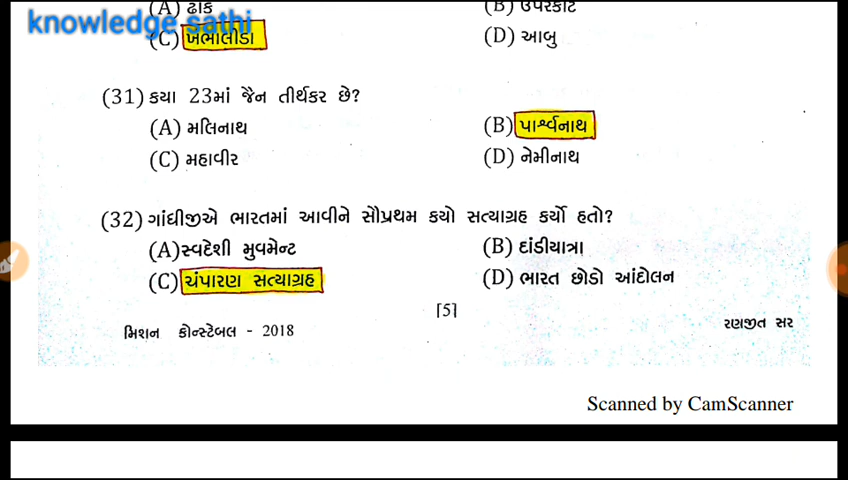 (A) ઢાંક (B) ઉપરકોટ
knowledge sathi
(C) ખંભાલીડા (D) આબુ
(31) કયા 23માં જૈન તીર્થંકર છે?
(A) મલિનાથ (B) પાર્શ્વનાથ
(C) મહાવીર (D) નેમીનાથ
(32) ગાંધીજીએ ભારતમાં આવીને સૌપ્રથમ કયો સત્યાગ્રહ કર્યો હતો?
(A) સ્વદેશી મુવમેન્ટ (B) દાંડીયાત્રા
(C) ચંપારણ સત્યાગ્રહ (D) ભારત છોડો આંદોલન
[5]
મિશન કોન્સ્ટેબલ - 2018 રણજીત સર
Scanned by CamScanner